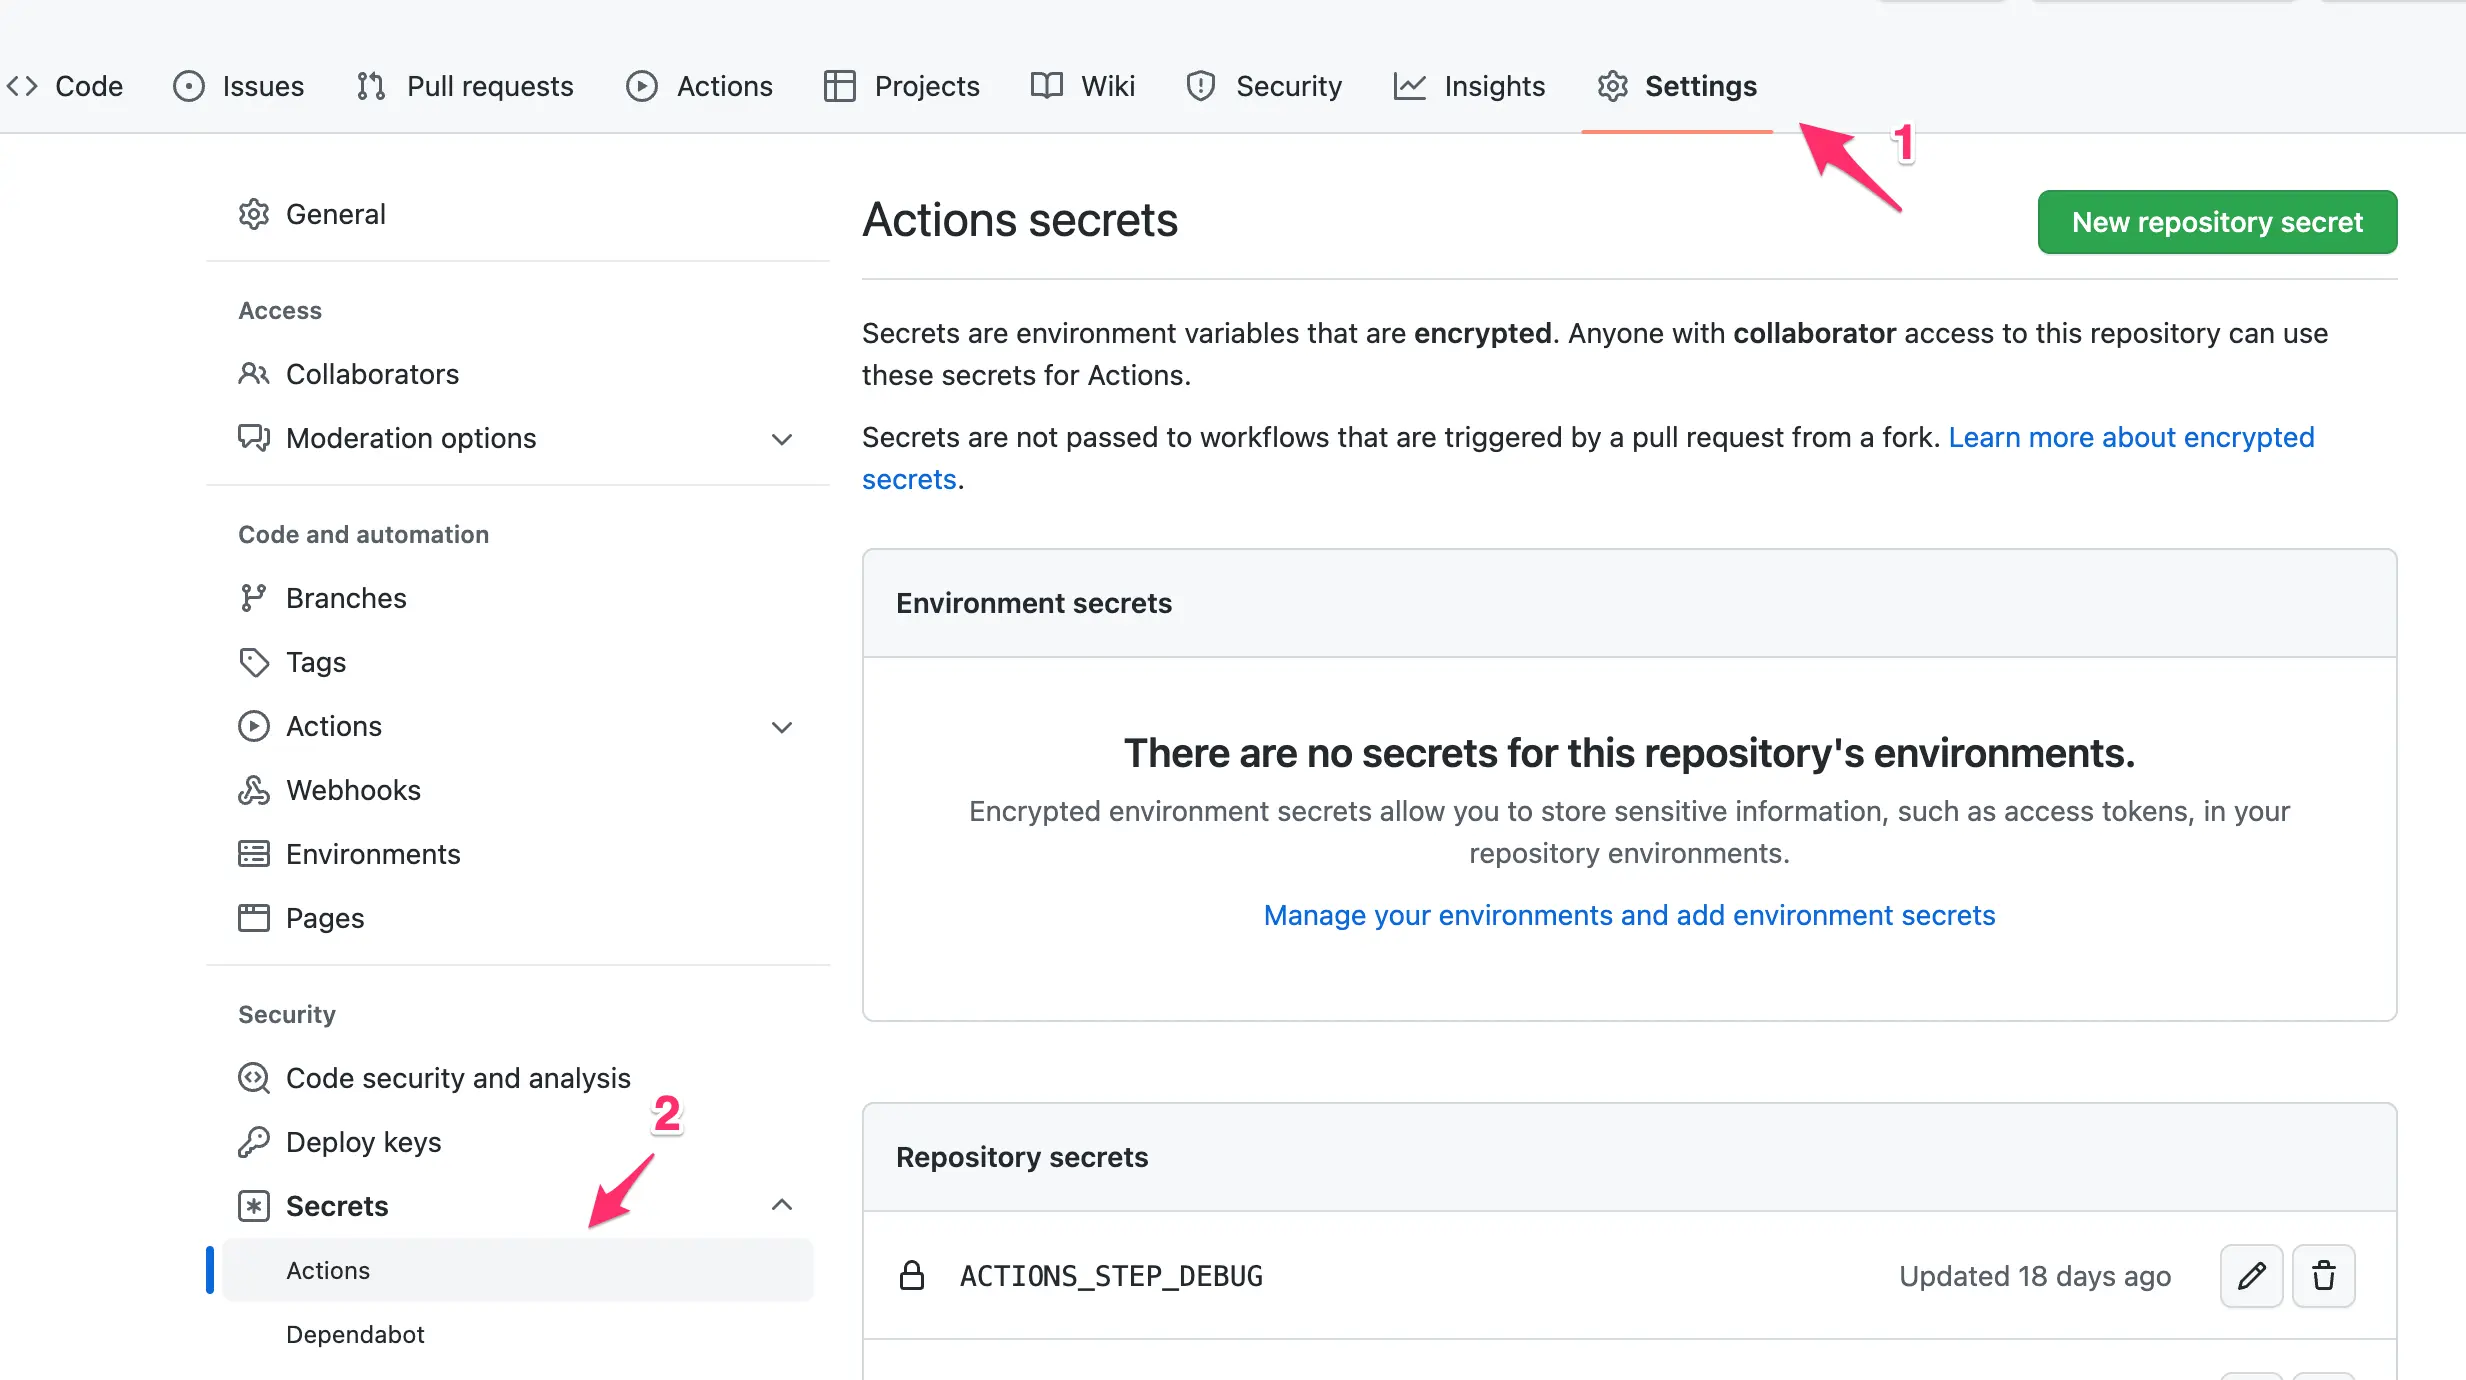 Code Issues Pull requests Actions Projects Wiki Security Insights Settings
1
General
Access
Collaborators
Moderation options
Code and automation
Branches
Tags
Actions
Webhooks
Environments
Pages
Security
Code security and analysis
2
Deploy keys
Secrets
Actions
Dependabot
Actions secrets
New repository secret
Secrets are environment variables that are encrypted. Anyone with collaborator access to this repository can use
these secrets for Actions.
Secrets are not passed to workflows that are triggered by a pull request from a fork. Learn more about encrypted
secrets.
Environment secrets
There are no secrets for this repository's environments.
Encrypted environment secrets allow you to store sensitive information, such as access tokens, in your
repository environments.
Manage your environments and add environment secrets
Repository secrets
ACTIONS_STEP_DEBUG Updated 18 days ago